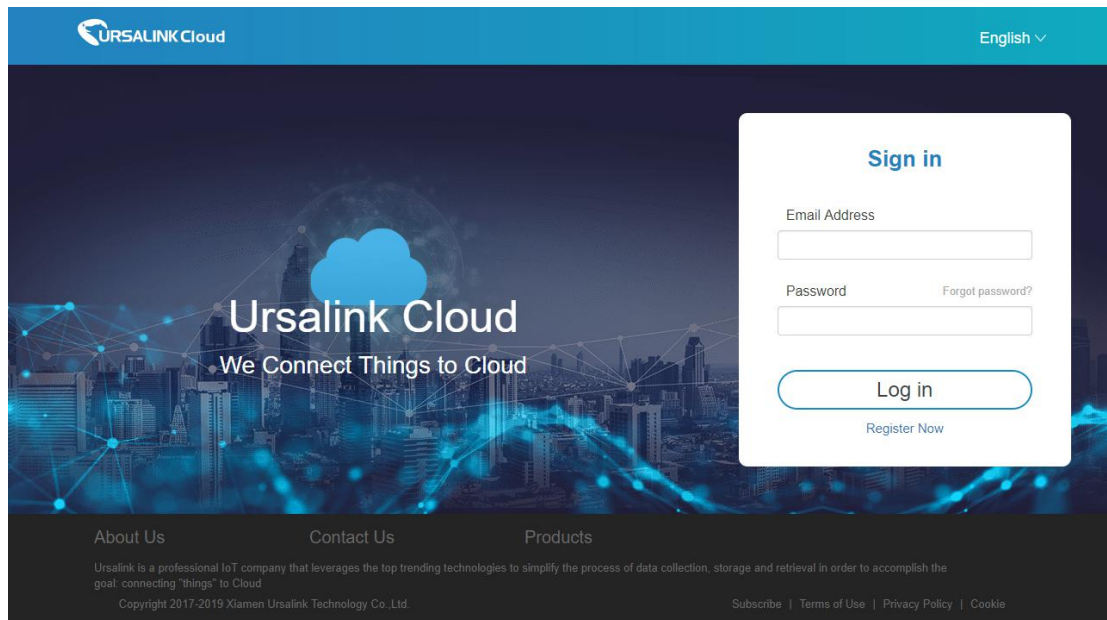 URSALINK Cloud
English
Sign in
Email Address
Password Forgot password?
Log in
Register Now
Ursalink Cloud
We Connect Things to Cloud
About Us Contact Us Products
Ursalink is a professional IoT company that leverages the top trending technologies to simplify the process of data collection, storage and retrieval in order to accomplish the
goal: connecting "things" to Cloud
Copyright 2017-2019 Xiamen Ursalink Technology Co.,Ltd. Subscribe | Terms of Use | Privacy Policy | Cookie